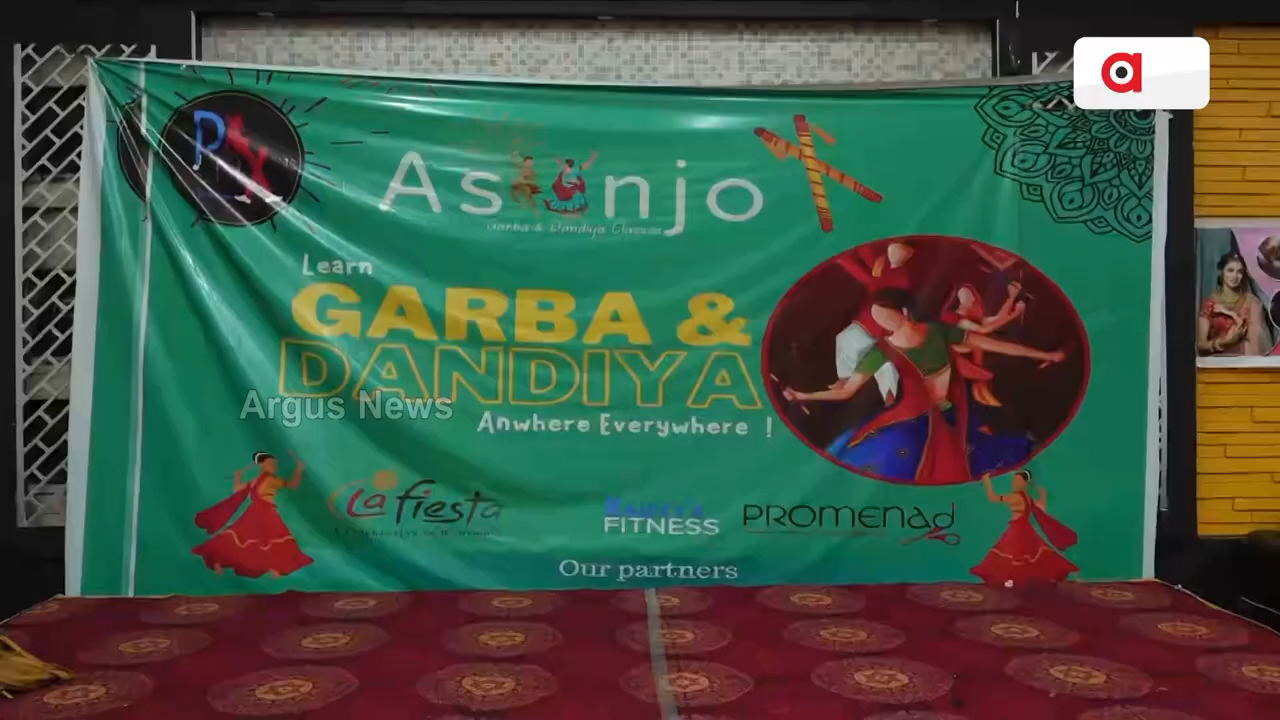 a
Asanjo
Garba & Dandiya Classes
Learn
GARBA &
DANDIYA
Argus News
Anwhere Everywhere !
La fiesta
FITNESS
PROMENAD
Our partners